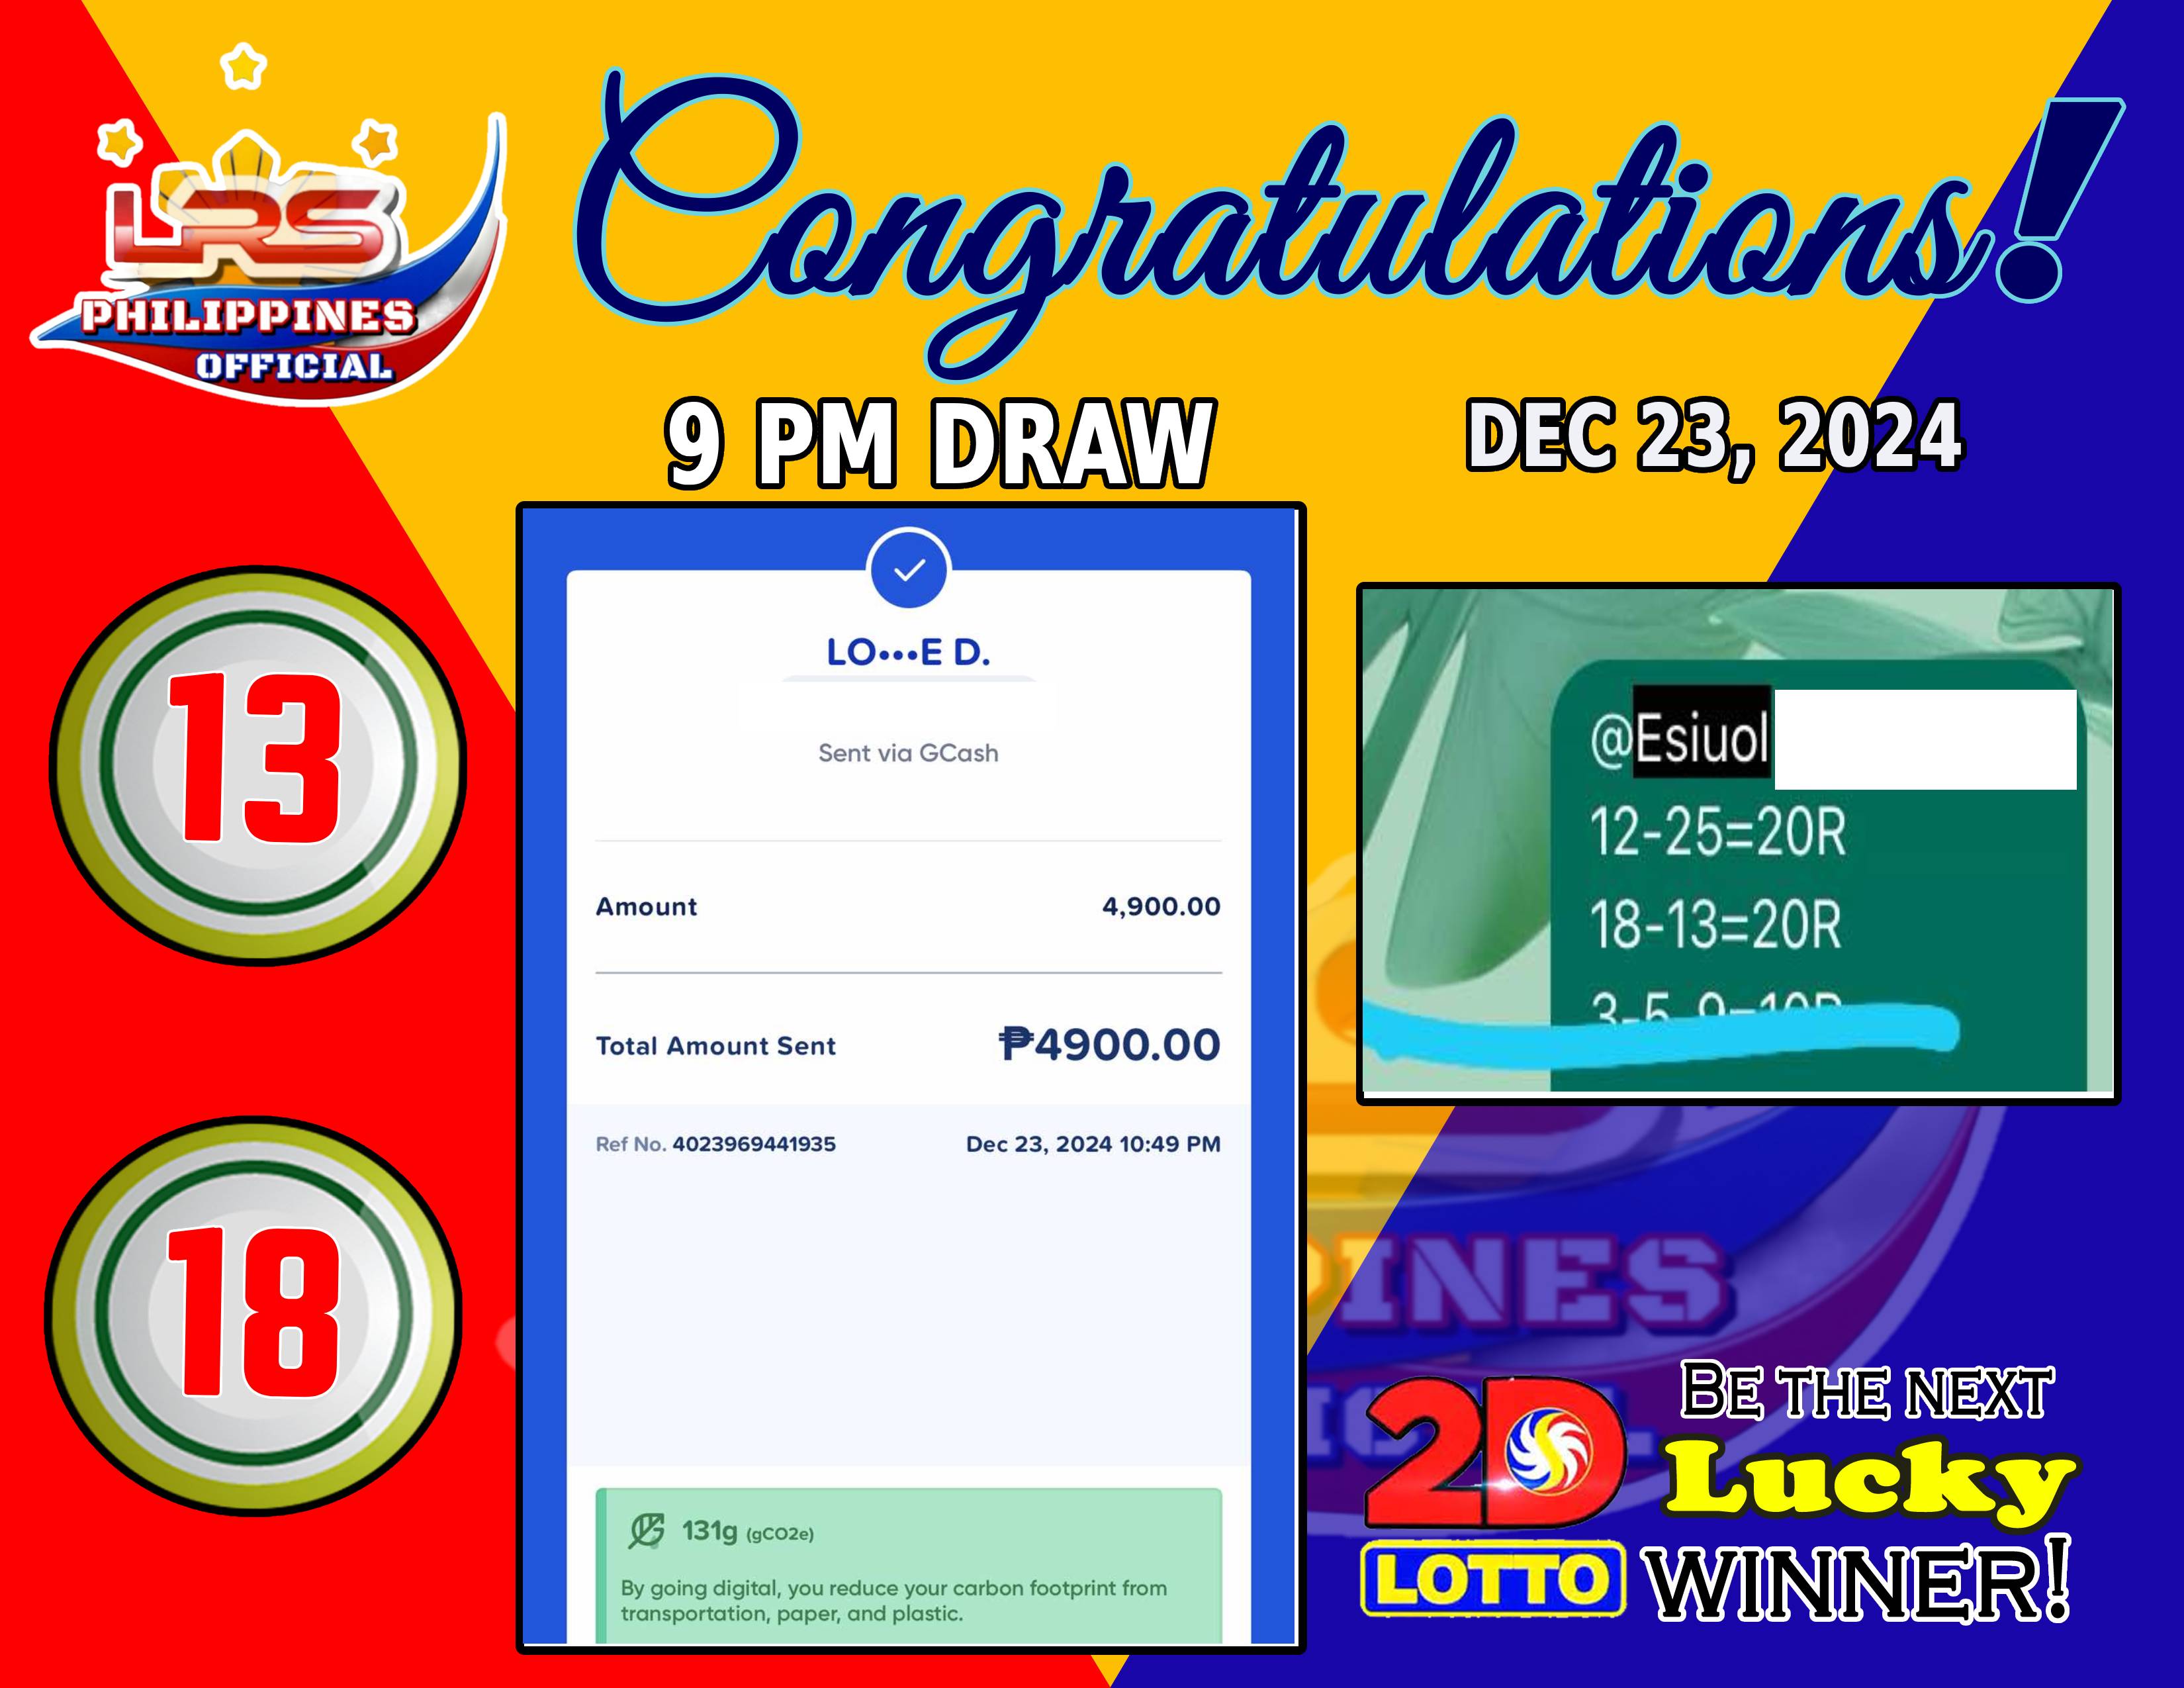 LRS
PHILIPPINES
OFFICIAL
Congratulations!
9 PM DRAW
DEC 23, 2024
13
18
LO•••E D.
Sent via GCash
Amount 4,900.00
Total Amount Sent ₱4900.00
Ref No. 4023969441935 Dec 23, 2024 10:49 PM
131g (gCO2e)
By going digital, you reduce your carbon footprint from
transportation, paper, and plastic.
@Esiuol
12-25=20R
18-13=20R
PINES
2D
LOTTO
BE THE NEXT
Lucky
WINNER!